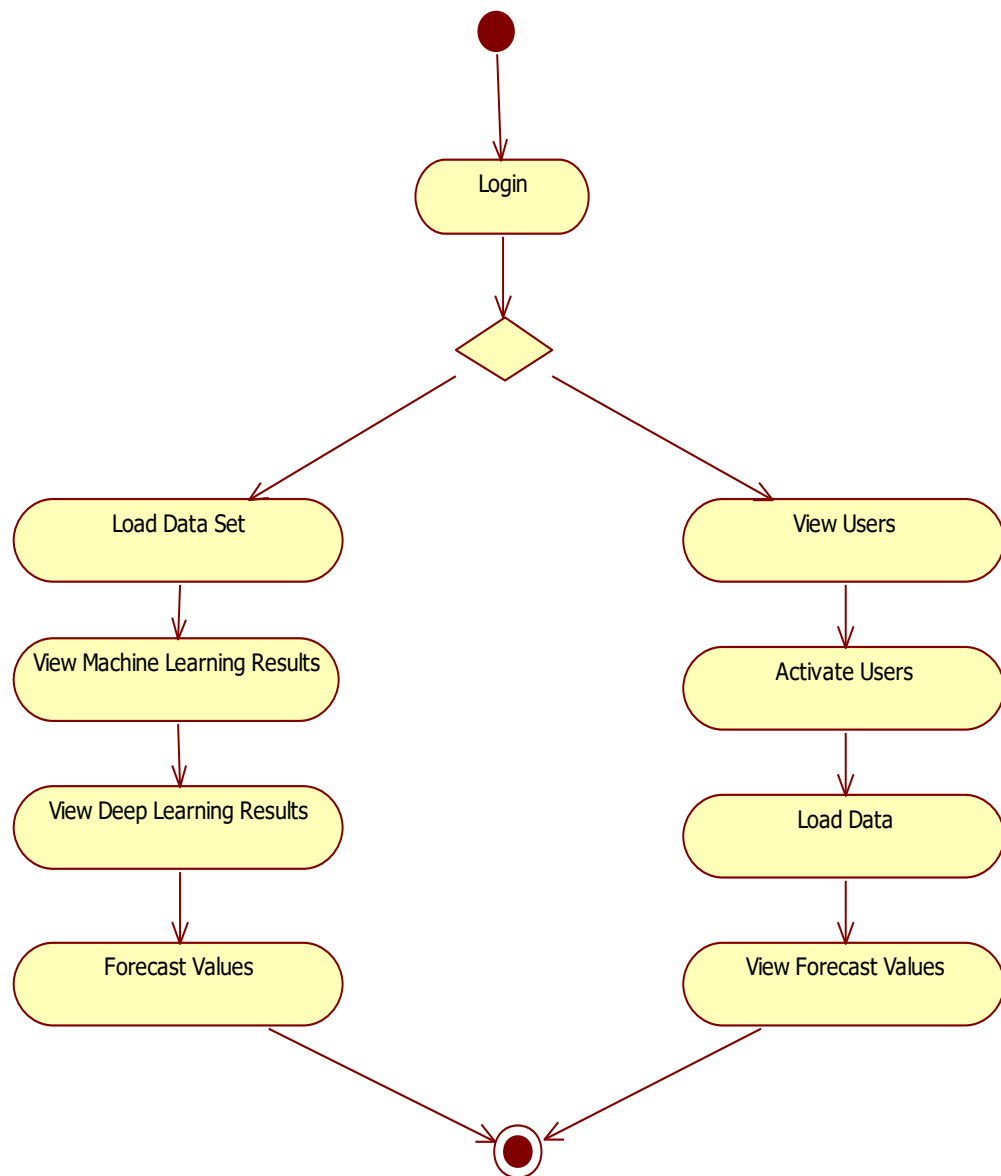 Login
Load Data Set
View Users
View Machine Learning Results
Activate Users
View Deep Learning Results
Load Data
Forecast Values
View Forecast Values